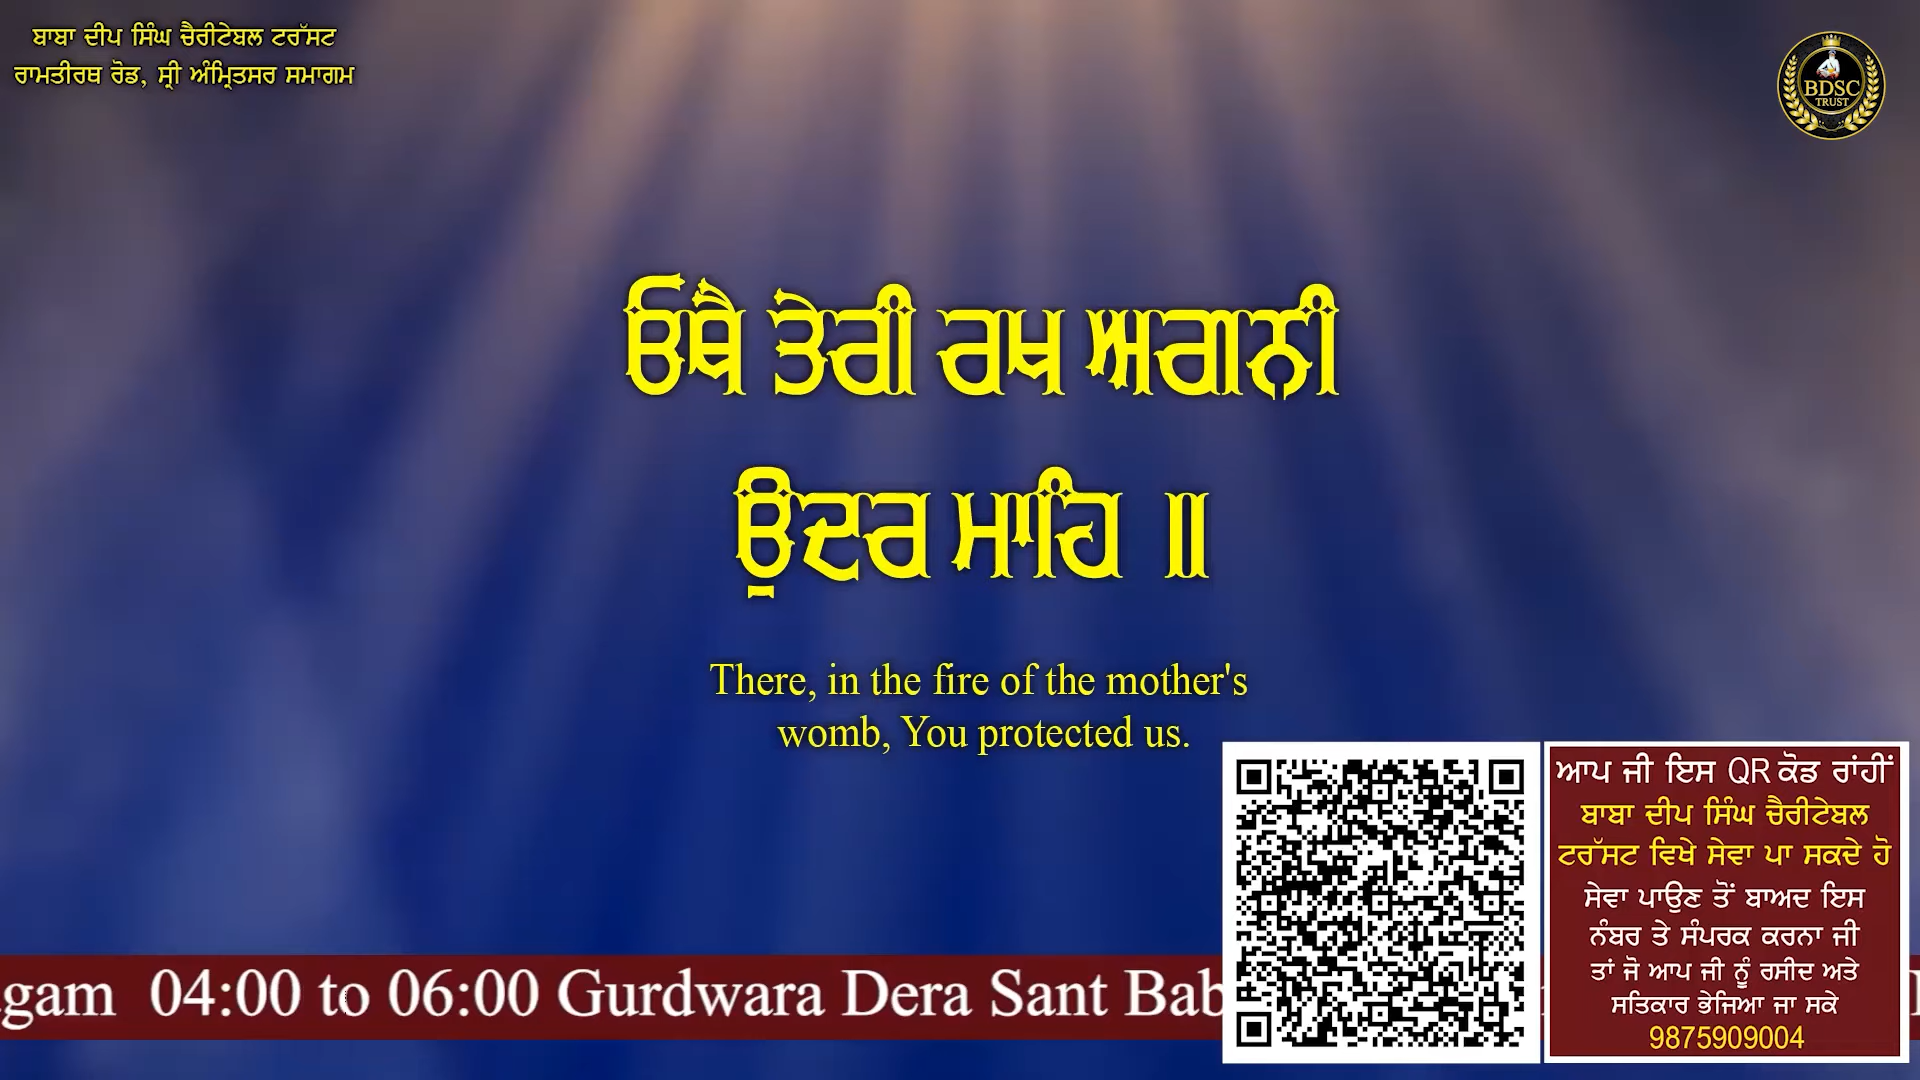 ਬਾਬਾ ਦੀਪ ਸਿੰਘ ਚੈਰੀਟੇਬਲ ਟਰੱਸਟ
ਰਾਮਤੀਰਥ ਰੋਡ, ਸ੍ਰੀ ਅੰਮ੍ਰਿਤਸਰ ਸਮਾਗਮ
BDSC
TRUST
ਓਥੈ ਤੇਰੀ ਰਖ ਅਗਨੀ
ਉਦਰ ਮਾਹਿ ॥
There, in the fire of the mother's
womb, You protected us.
ਆਪ ਜੀ ਇਸ QR ਕੋਡ ਰਾਂਹੀਂ
ਬਾਬਾ ਦੀਪ ਸਿੰਘ ਚੈਰੀਟੇਬਲ
ਟਰੱਸਟ ਵਿਖੇ ਸੇਵਾ ਪਾ ਸਕਦੇ ਹੋ
ਸੇਵਾ ਪਾਉਣ ਤੋਂ ਬਾਅਦ ਇਸ
ਨੰਬਰ ਤੇ ਸੰਪਰਕ ਕਰਨਾ ਜੀ
ਤਾਂ ਜੋ ਆਪ ਜੀ ਨੂੰ ਰਸੀਦ ਅਤੇ
ਸਤਿਕਾਰ ਭੇਜਿਆ ਜਾ ਸਕੇ
9875909004
gam 04:00 to 06:00 Gurdwara Dera Sant Bab